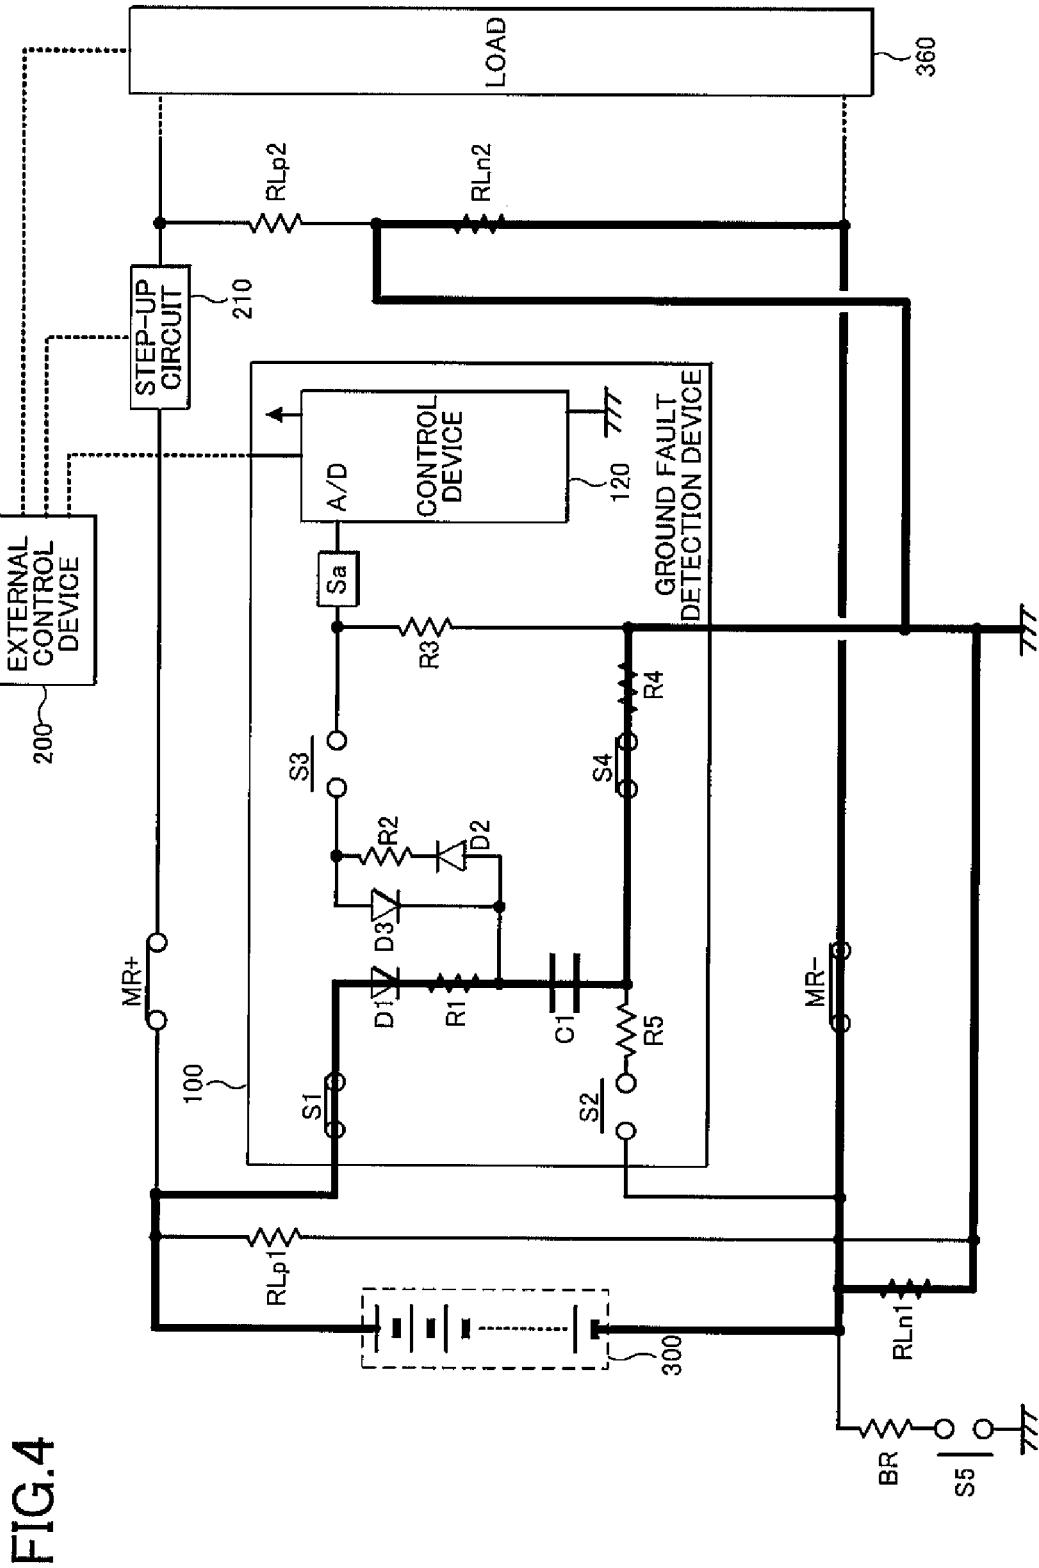 FIG.4
EXTERNAL
CONTROL
DEVICE
200
MR+
STEP-UP
CIRCUIT
210
LOAD
360
100
S1
D1
R1
D3
R2
D2
S3
Sa
A/D
CONTROL
DEVICE
120
R3
C1
S2
R5
S4
R4
GROUND FAULT
DETECTION DEVICE
RLp1
300
RLp2
RLn2
MR-
RLn1
BR
S5